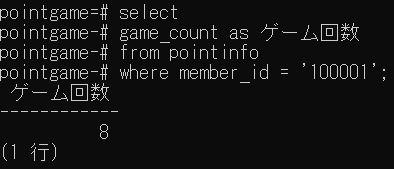 pointgame=# select
pointgame-# game_count as ゲーム回数
pointgame-# from pointinfo
pointgame-# where member_id = '100001';
ゲーム回数
------------
8
(1 行)